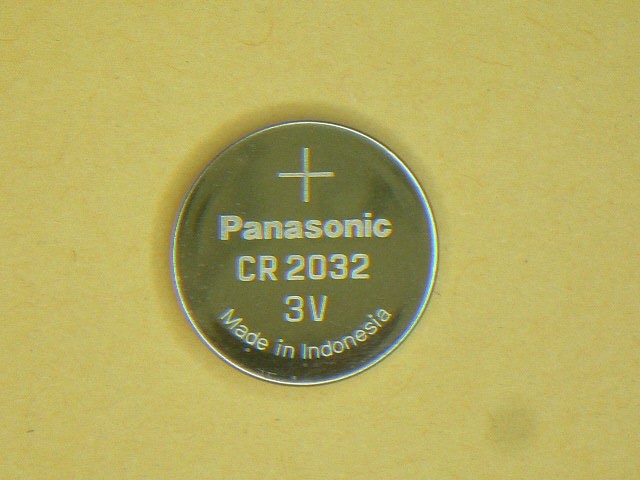 +
Panasonic
CR 2032
3V
Made in Indonesia